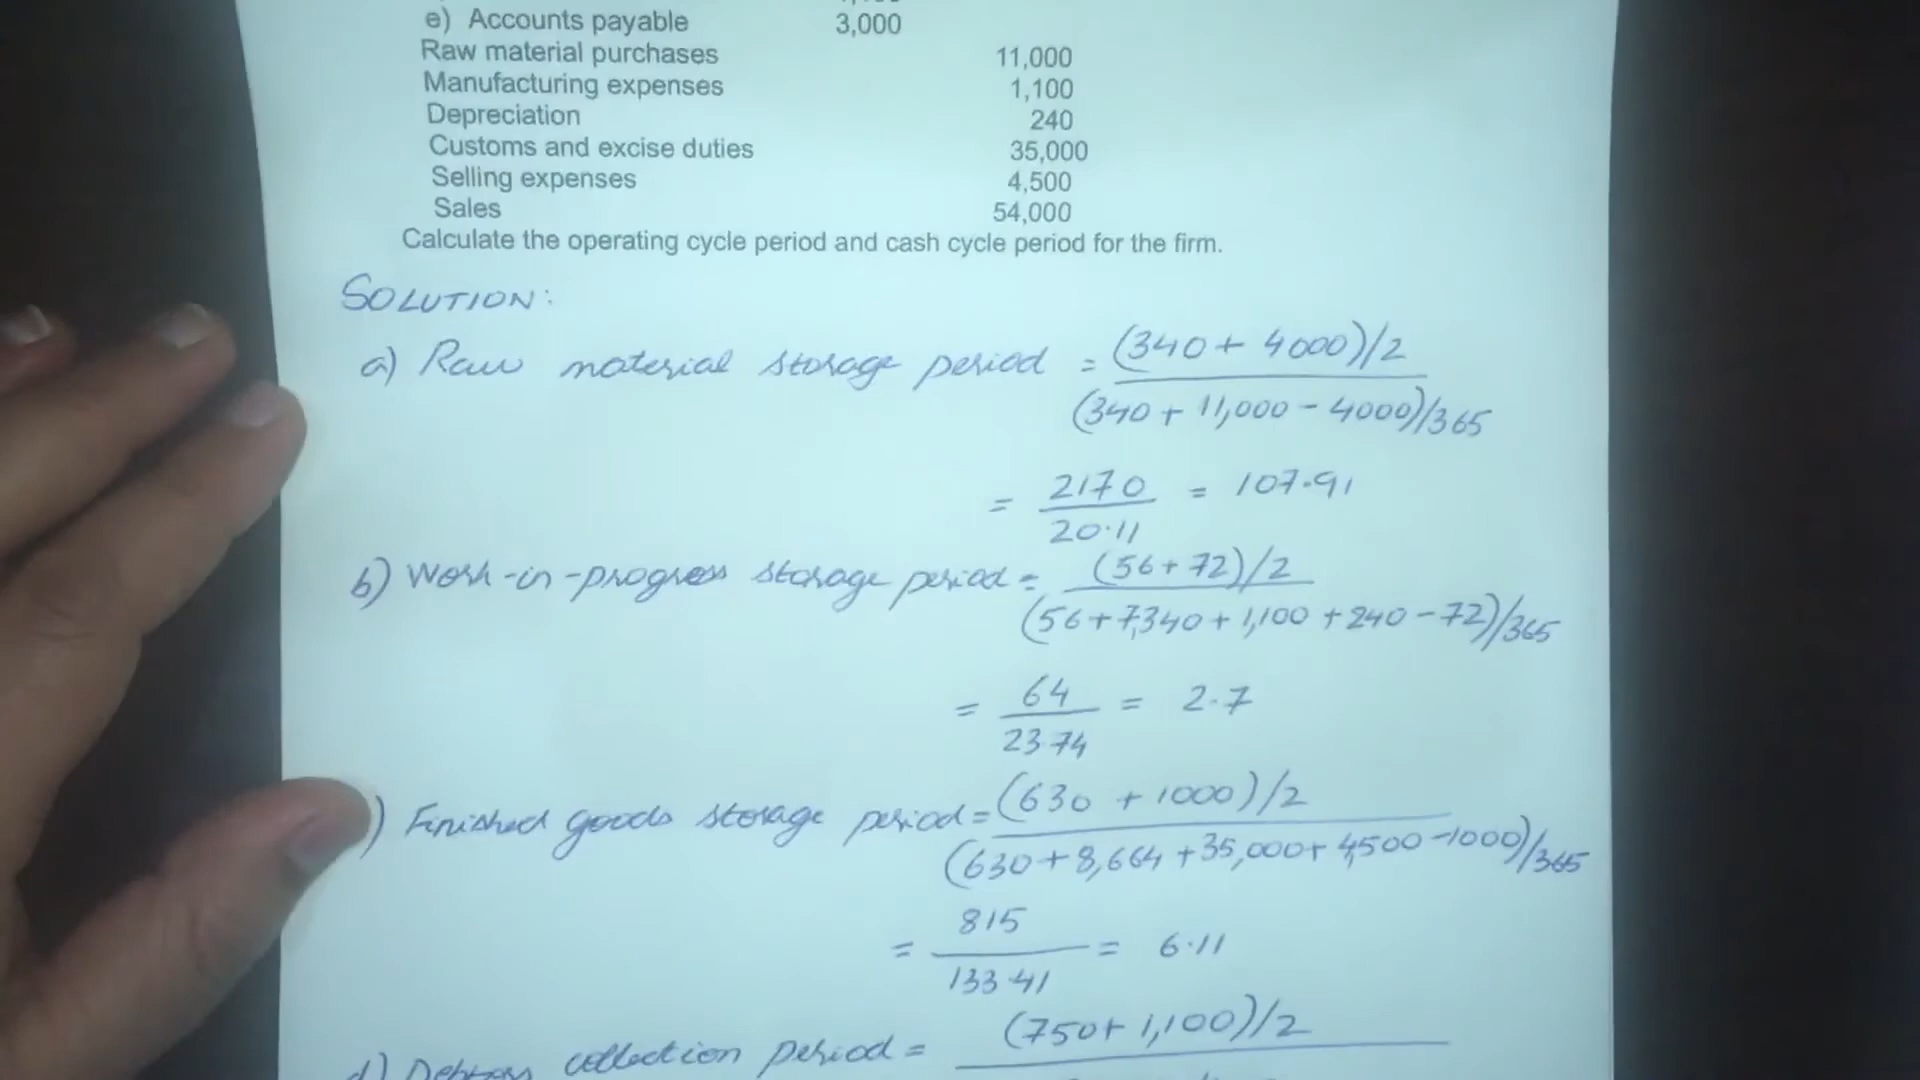 e) Accounts payable 3,000
Raw material purchases 11,000
Manufacturing expenses 1,100
Depreciation 240
Customs and excise duties 35,000
Selling expenses 4,500
Sales 54,000
Calculate the operating cycle period and cash cycle period for the firm.
SOLUTION:
a) Raw material storage period = (340 + 4000)/2
(340 + 11,000 - 4000)/365
= 2170 = 107.91
20.11
b) Work-in-progress storage period = (56+72)/2
(56+7,340 + 1,100 + 240 - 72)/365
= 64 = 2.7
23.74
) Finished goods storage period = (630 + 1000)/2
(630 + 8,664 + 35,000 + 4,500 - 1000)/365
= 815 = 6.11
133.41
d) Debtors collection period = (750 + 1,100)/2